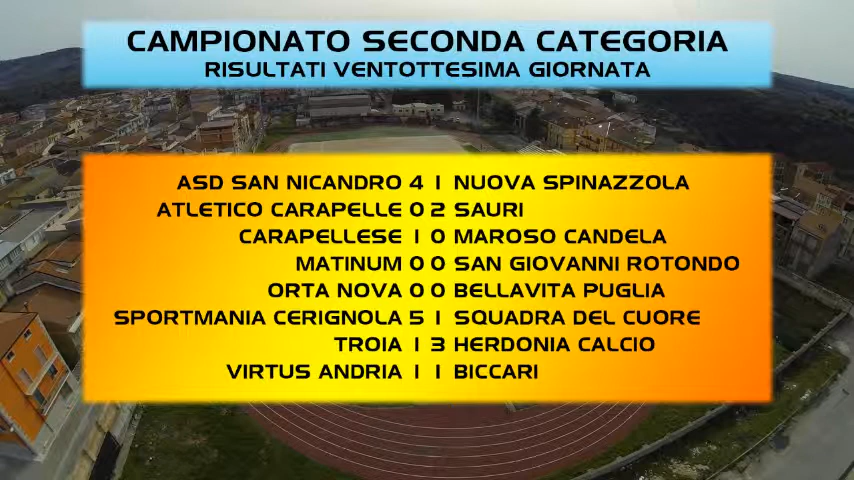 CAMPIONATO SECONDA CATEGORIA
RISULTATI VENTOTTESIMA GIORNATA
ASD SAN NICANDRO 4 1 NUOVA SPINAZZOLA
ATLETICO CARAPELLE 0 2 SAURI
CARAPELLESE 1 0 MAROSO CANDELA
MATINUM 0 0 SAN GIOVANNI ROTONDO
ORTA NOVA 0 0 BELLAVITA PUGLIA
SPORTMANIA CERIGNOLA 5 1 SQUADRA DEL CUORE
TROIA 1 3 HERDONIA CALCIO
VIRTUS ANDRIA 1 1 BICCARI